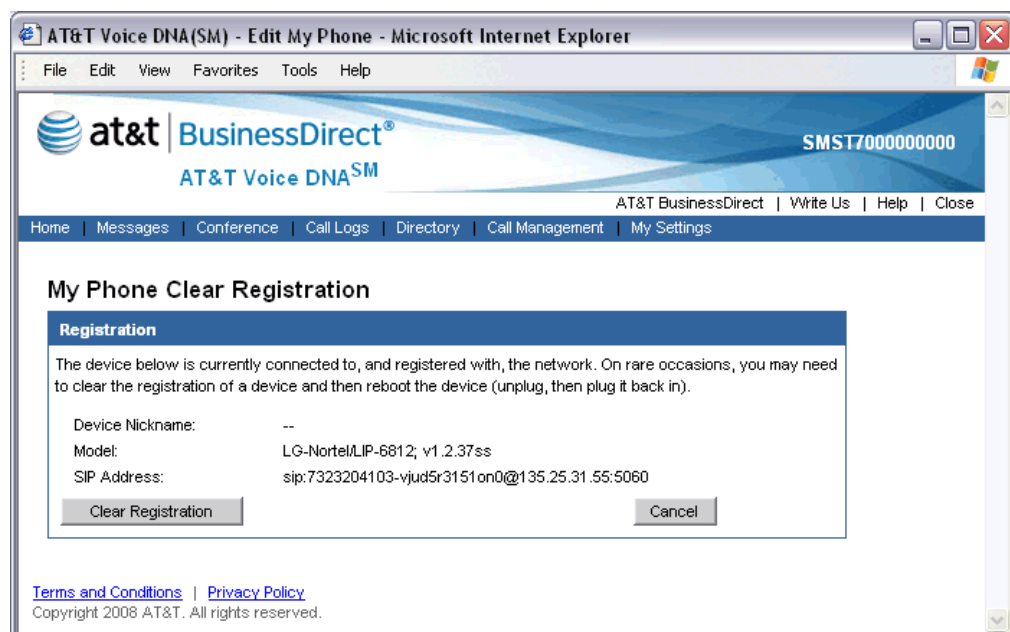 AT&T Voice DNA(SM) - Edit My Phone - Microsoft Internet Explorer
File Edit View Favorites Tools Help
at&t | BusinessDirect®
SMST7000000000
AT&T Voice DNASM
AT&T BusinessDirect | Write Us | Help | Close
Home | Messages | Conference | Call Logs | Directory | Call Management | My Settings
My Phone Clear Registration
Registration
The device below is currently connected to, and registered with, the network. On rare occasions, you may need
to clear the registration of a device and then reboot the device (unplug, then plug it back in).
Device Nickname: --
Model: LG-Nortel/LIP-6812; v1.2.37ss
SIP Address: sip:7323204103-vjud5r3151on0@135.25.31.55:5060
Clear Registration Cancel
Terms and Conditions | Privacy Policy
Copyright 2008 AT&T. All rights reserved.